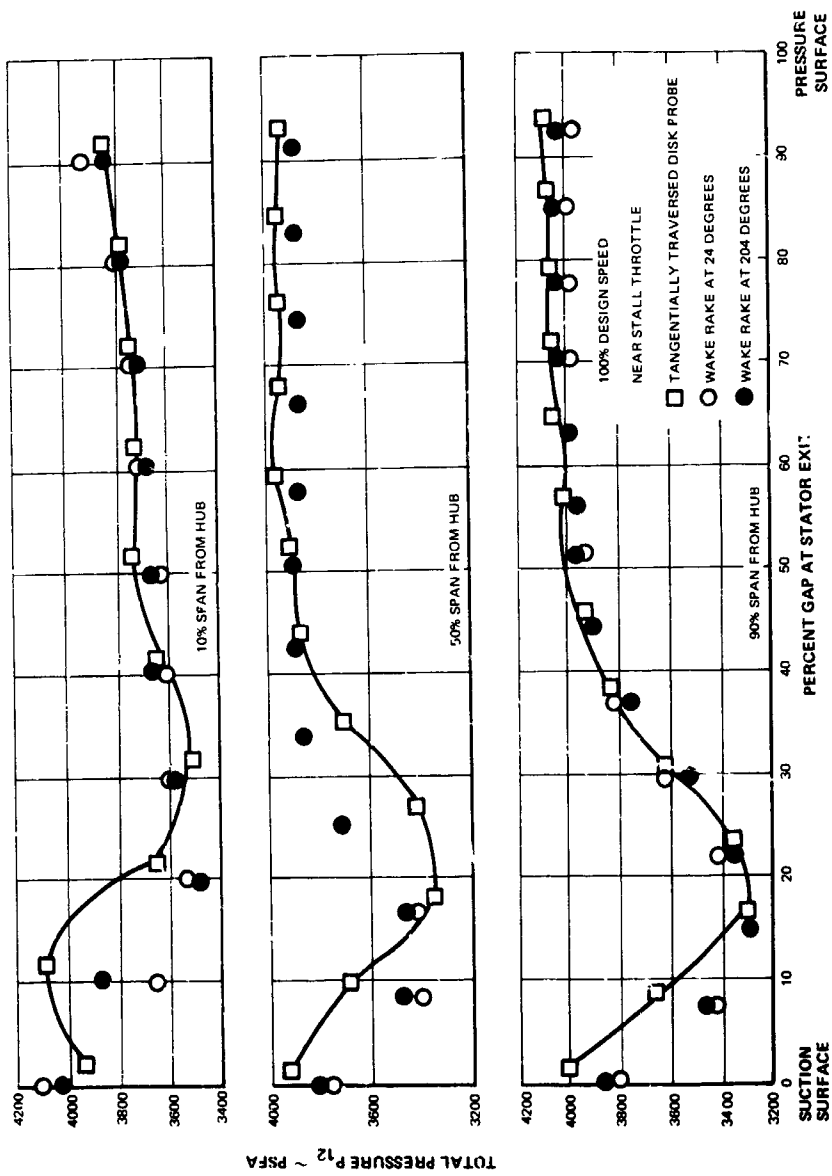 TOTAL PRESSURE P12 ~ PSFA
4200
4000
3800
3600
3400
10% SPAN FROM HUB
4000
3600
3200
50% SPAN FROM HUB
4200
4000
3800
3600
3400
3200
90% SPAN FROM HUB
100% DESIGN SPEED
NEAR STALL THROTTLE
TANGENTIALLY TRAVERSED DISK PROBE
WAKE RAKE AT 24 DEGREES
WAKE RAKE AT 204 DEGREES
0
10
20
30
40
50
60
70
80
90
100
SUCTION
SURFACE
PERCENT GAP AT STATOR
PRESSURE
SURFACE